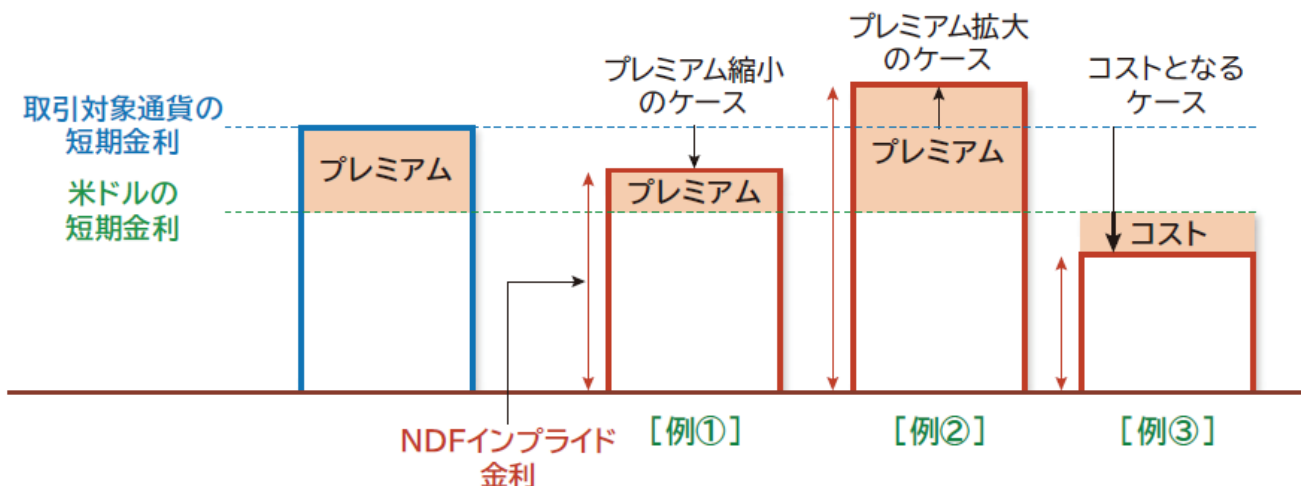 取引対象通貨の
短期金利
米ドルの
短期金利
プレミアム
プレミアム縮小
のケース
プレミアム
プレミアム拡大
のケース
プレミアム
コストとなる
ケース
コスト
NDFインプライド
金利
［例①］
［例②］
［例③］